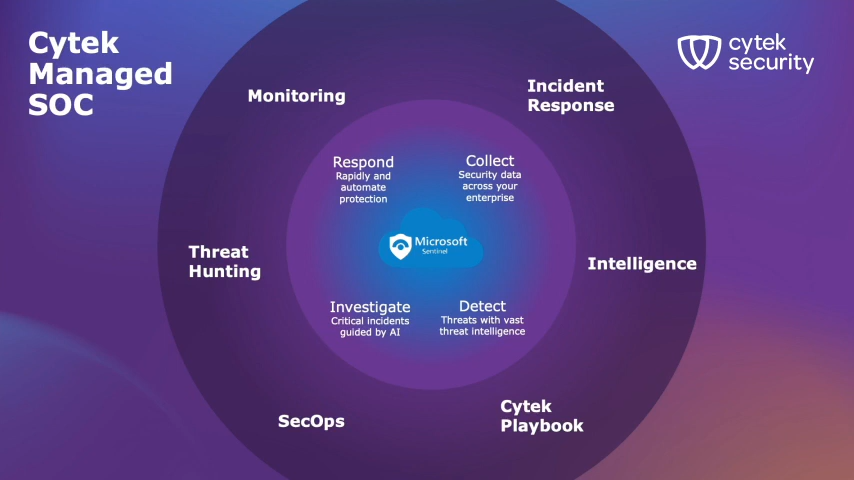 Cytek
Managed
SOC
cytek
security
Monitoring
Incident
Response
Respond
Rapidly and
automate
protection
Collect
Security data
across your
enterprise
Threat
Hunting
Microsoft
Sentinel
Intelligence
Investigate
Critical incidents
guided by AI
Detect
Threats with vast
threat intelligence
SecOps
Cytek
Playbook